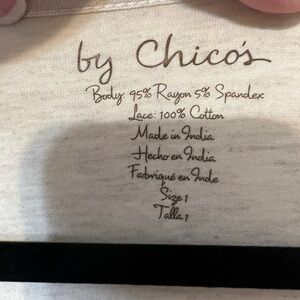 by Chico's
Body: 95% Rayon 5% Spandex
Lace: 100% Cotton
Made in India
Hecho en India
Fabriqué en Inde
Size 1
Talla 1